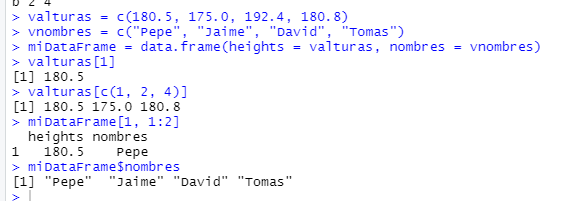 b 2 4
> valturas = c(180.5, 175.0, 192.4, 180.8)
> vnombres = c("Pepe", "Jaime", "David", "Tomas")
> miDataFrame = data.frame(heights = valturas, nombres = vnombres)
> valturas[1]
[1] 180.5
> valturas[c(1, 2, 4)]
[1] 180.5 175.0 180.8
> miDataFrame[1, 1:2]
  heights nombres
1   180.5    Pepe
> miDataFrame$nombres
[1] "Pepe"  "Jaime" "David" "Tomas"
>